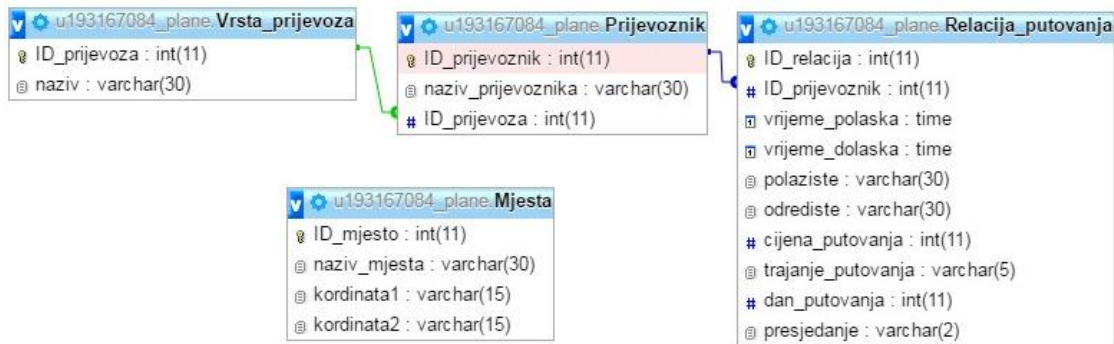 u193167084_plane.Vrsta_prijevoza
ID_prijevoza : int(11)
naziv : varchar(30)
u193167084_plane.Prijevoznik
ID_prijevoznik : int(11)
naziv_prijevoznika : varchar(30)
ID_prijevoza : int(11)
u193167084_plane.Relacija_putovanja
ID_relacija : int(11)
ID_prijevoznik : int(11)
vrijeme_polaska : time
vrijeme_dolaska : time
polaziste : varchar(30)
odrediste : varchar(30)
cijena_putovanja : int(11)
trajanje_putovanja : varchar(5)
dan_putovanja : int(11)
presjedanje : varchar(2)
u193167084_plane.Mjesta
ID_mjesto : int(11)
naziv_mjesta : varchar(30)
kordinata1 : varchar(15)
kordinata2 : varchar(15)